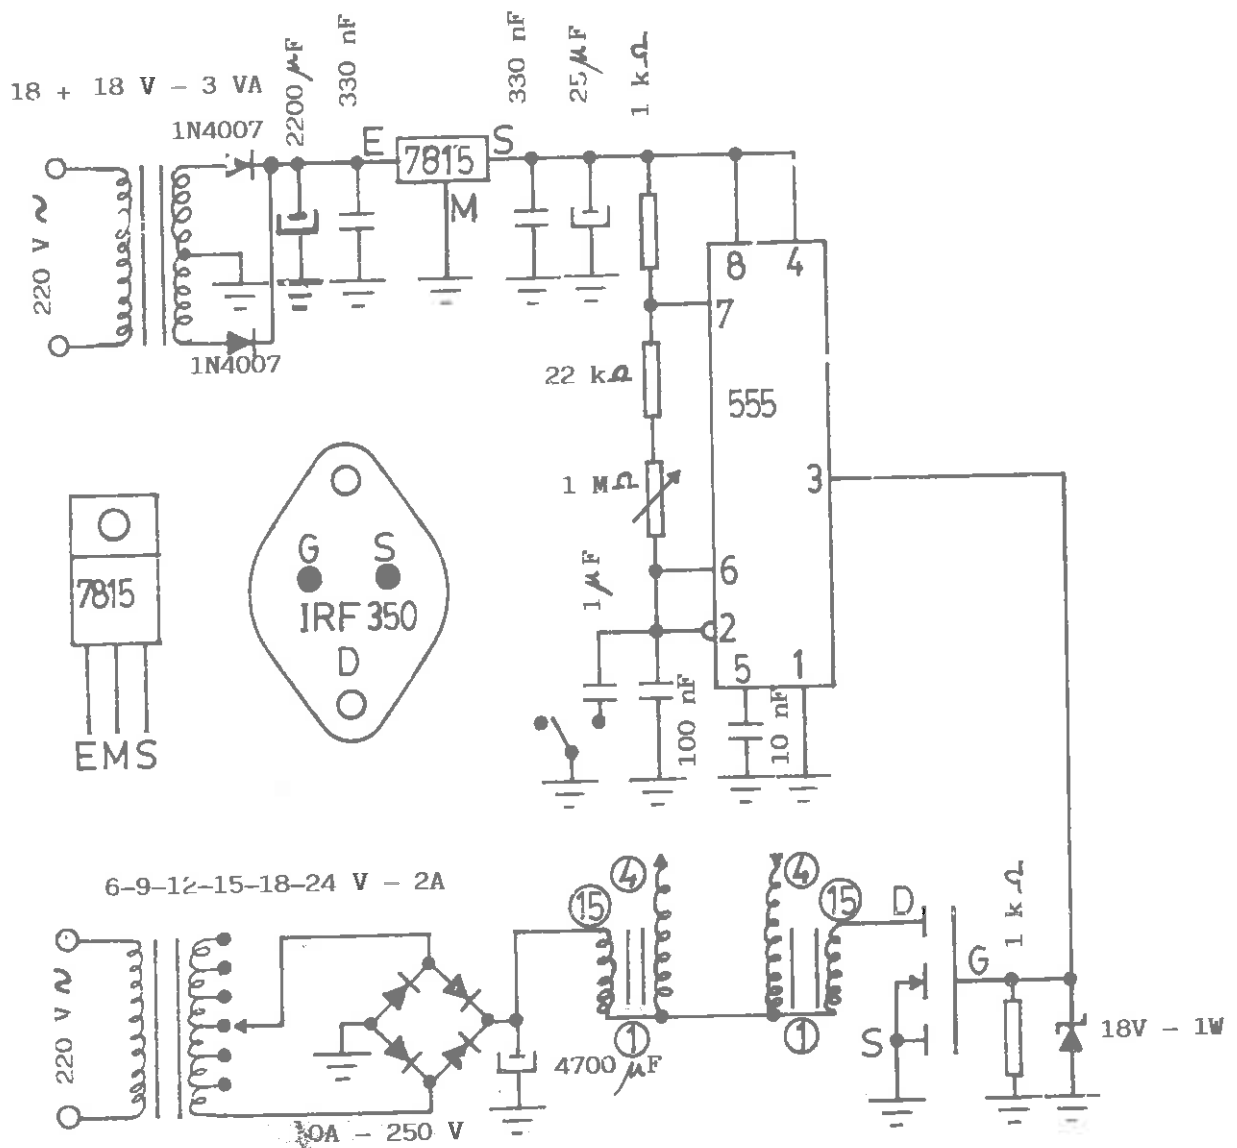 18 + 18 V - 3 VA
1N4007
2200 µF
330 nF
E
7815
S
M
330 nF
25 µF
1 kΩ
220 V ~
1N4007
8
4
7
22 kΩ
555
1 MΩ
3
6
1 µF
2
5
1
100 nF
10 nF
7815
EMS
G
S
IRF 350
D
6-9-12-15-18-24 V - 2A
220 V ~
4
15
1
4
15
1
4700 µF
0A - 250 V
D
G
S
1 kΩ
18V - 1W